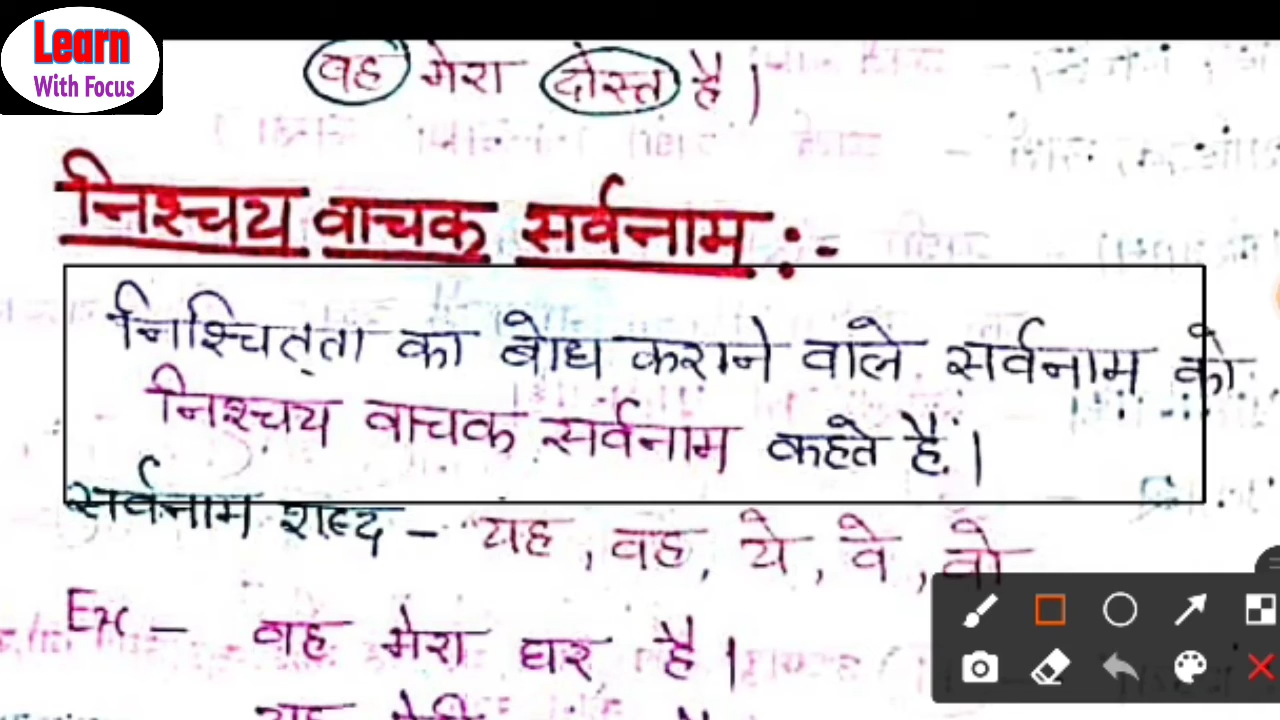 Learn
With Focus
वह मेरा दोस्त है।
निश्चय वाचक सर्वनाम :-
निश्चितता का बोध कराने वाले सर्वनाम को
निश्चय वाचक सर्वनाम कहते हैं।
सर्वनाम शब्द - यह, वह, ये, वे, वो
Ex - वह मेरा घर है।